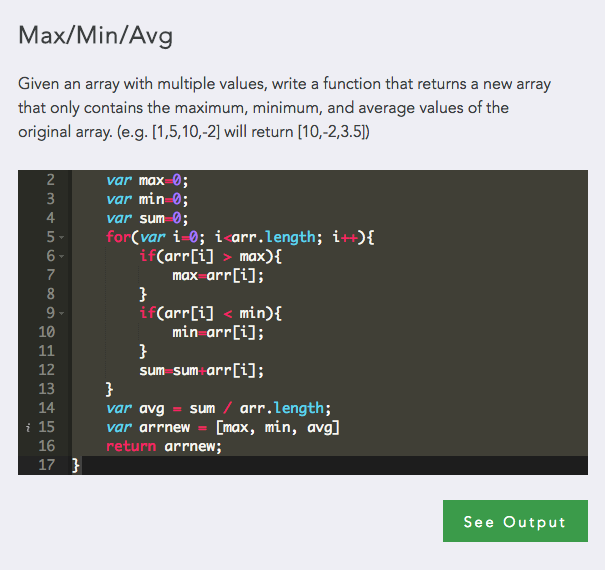 Max/Min/Avg
Given an array with multiple values, write a function that returns a new array
that only contains the maximum, minimum, and average values of the
original array. (e.g. [1,5,10,-2] will return [10,-2,3.5])
2 var max=0;
3 var min=0;
4 var sum=0;
5 for(var i=0; i<arr.length; i++){
6 if(arr[i] > max){
7 max=arr[i];
8 }
9 if(arr[i] < min){
10 min=arr[i];
11 }
12 sum=sum+arr[i];
13 }
14 var avg = sum / arr.length;
i 15 var arrnew = [max, min, avg]
16 return arrnew;
17 }
See Output